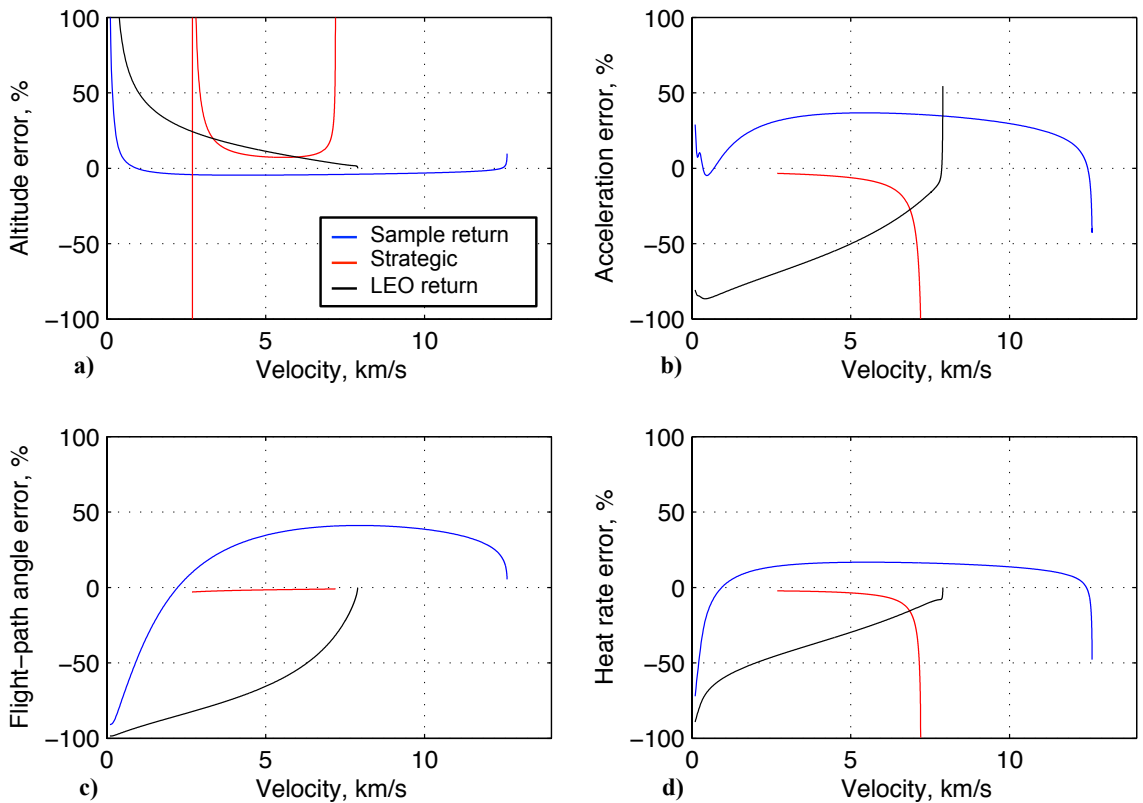 100
50
0
−50
−100
Altitude error, %
Sample return
Strategic
LEO return
0
5
10
Velocity, km/s
a)
100
50
0
−50
−100
Acceleration error, %
0
5
10
Velocity, km/s
b)
100
50
0
−50
−100
Flight−path angle error, %
0
5
10
Velocity, km/s
c)
100
50
0
−50
−100
Heat rate error, %
0
5
10
Velocity, km/s
d)